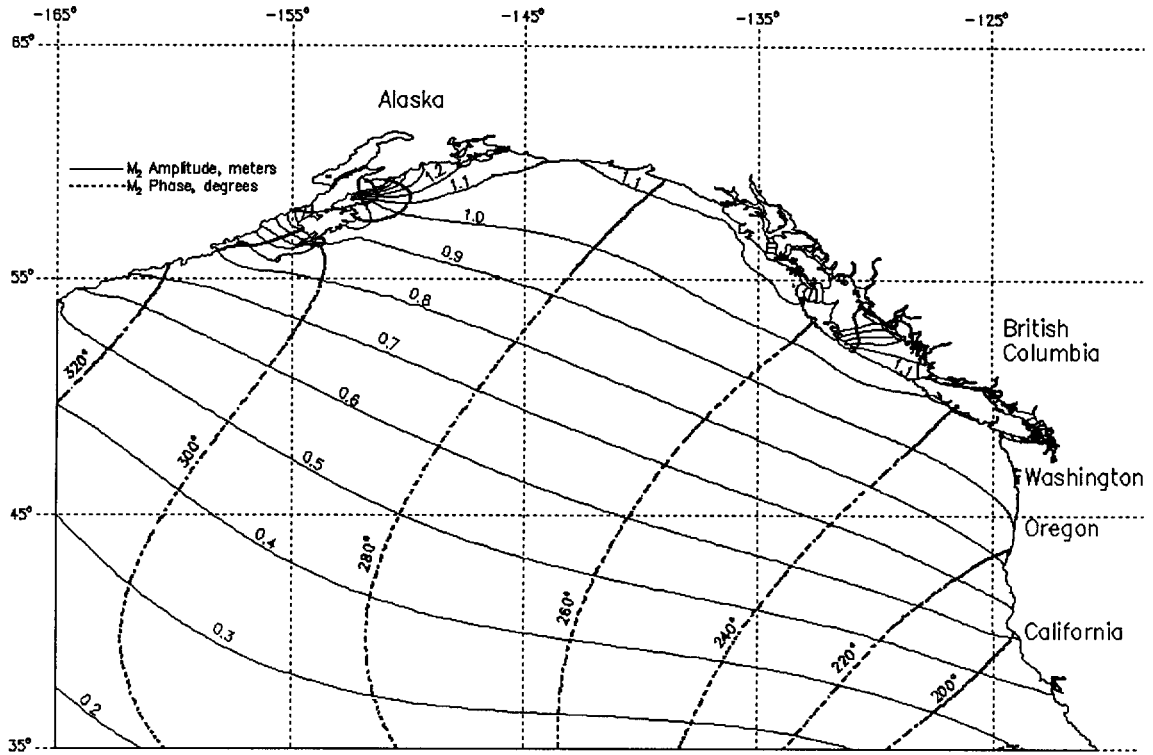 -165° -155° -145° -135° -125°
65°
Alaska
M₂ Amplitude, meters
M₂ Phase, degrees
1.2
1.1
1.1
1.0
0.9
55°
0.8
0.7
British
Columbia
320°
1.1
0.6
300°
0.5
Washington
45°
Oregon
0.4
280°
260°
240°
California
0.3
220°
200°
0.2
35°